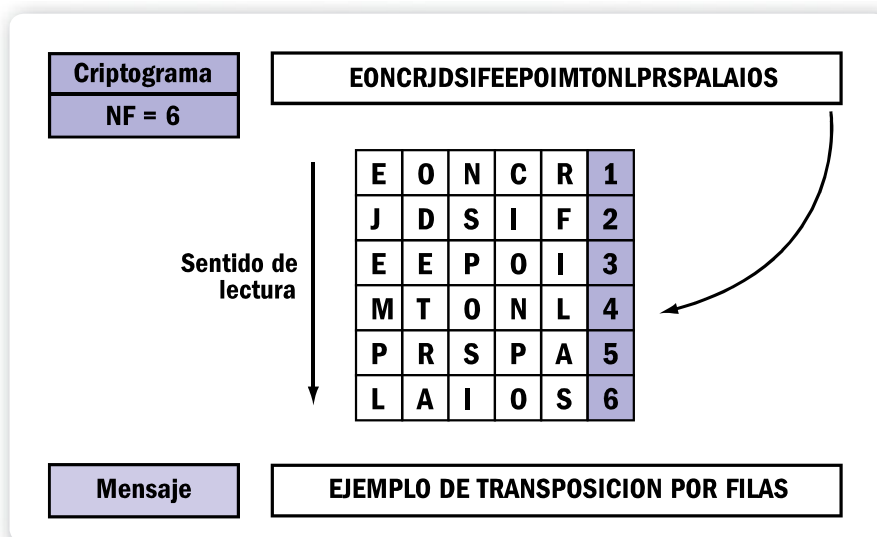 Criptograma
NF = 6
EONCRJDSIFEEPOIMTONLPRSPALAIOS
E O N C R 1
J D S I F 2
E E P O I 3
M T O N L 4
P R S P A 5
L A I O S 6
Sentido de
lectura
Mensaje
EJEMPLO DE TRANSPOSICION POR FILAS